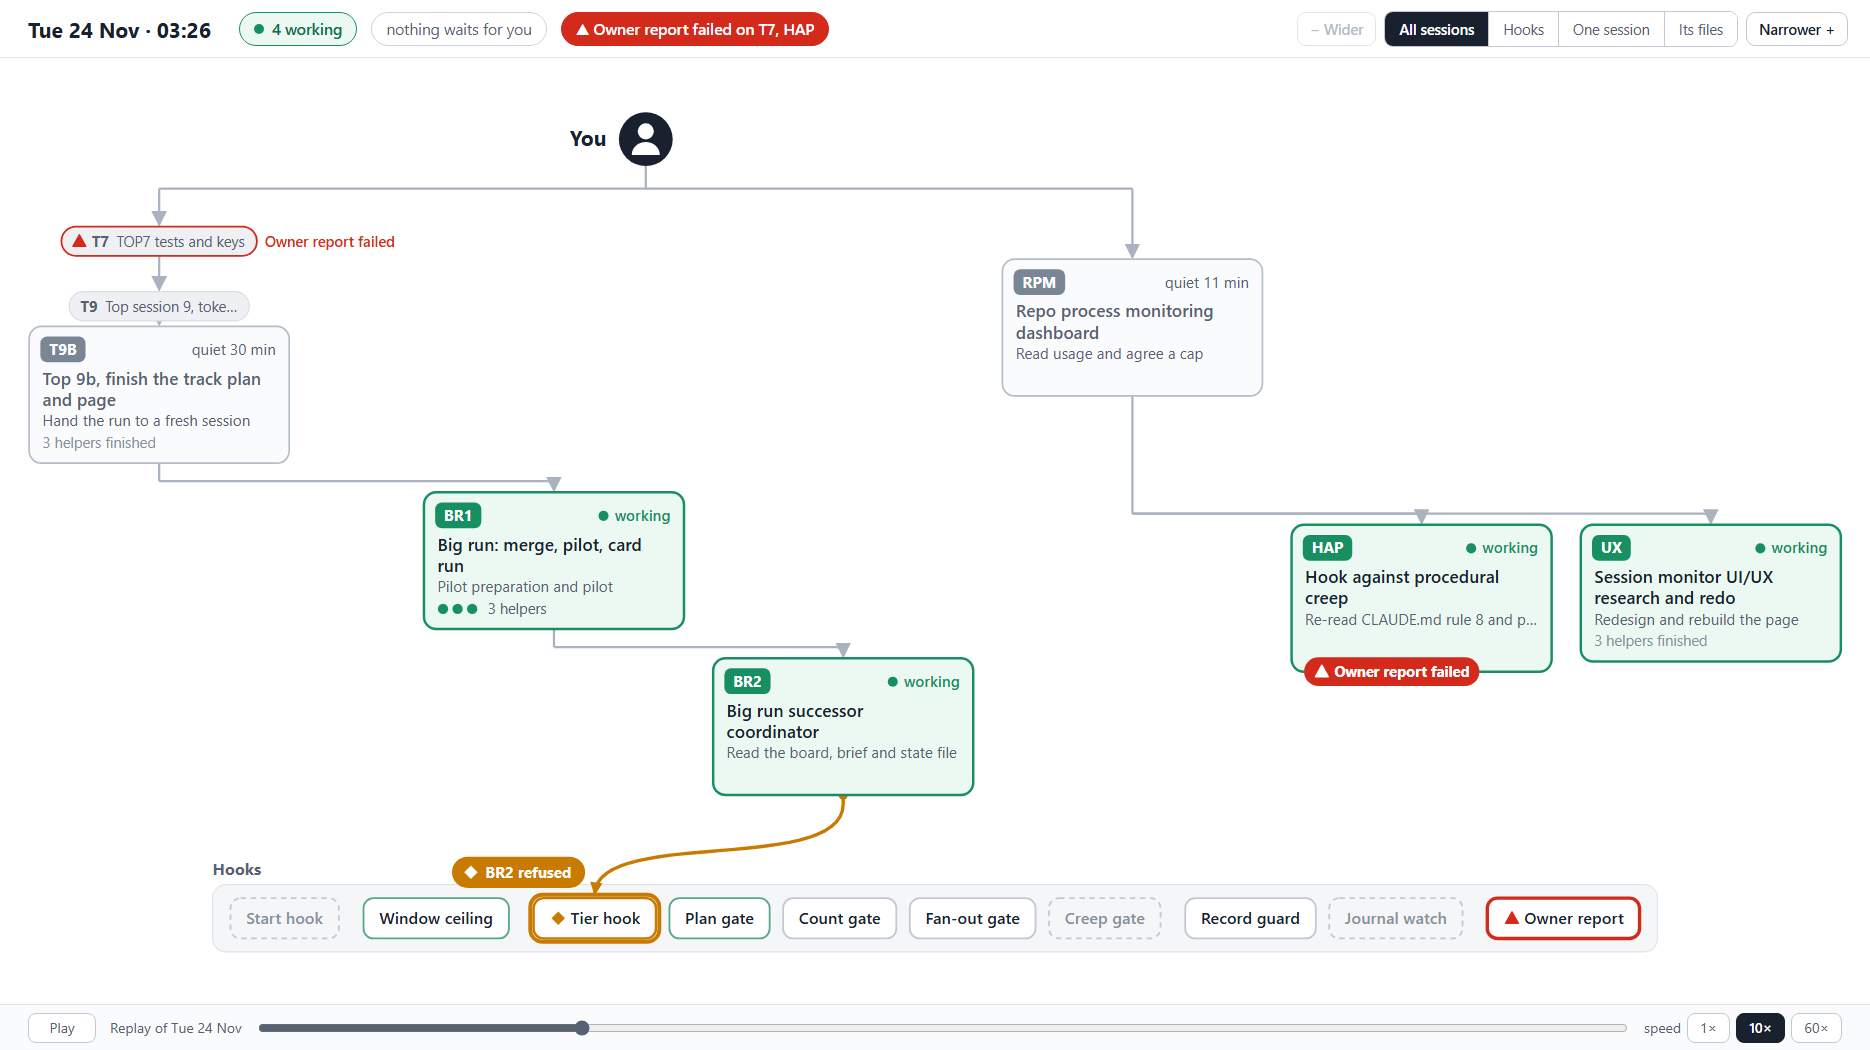 Tue 24 Nov · 03:26
4 working
nothing waits for you
Owner report failed on T7, HAP
– Wider
All sessions
Hooks
One session
Its files
Narrower +
You
T7 TOP7 tests and keys
Owner report failed
T9 Top session 9, toke...
T9B
quiet 30 min
Top 9b, finish the track plan
and page
Hand the run to a fresh session
3 helpers finished
RPM
quiet 11 min
Repo process monitoring
dashboard
Read usage and agree a cap
BR1
working
Big run: merge, pilot, card
run
Pilot preparation and pilot
3 helpers
HAP
working
Hook against procedural
creep
Re-read CLAUDE.md rule 8 and p...
Owner report failed
UX
working
Session monitor UI/UX
research and redo
Redesign and rebuild the page
3 helpers finished
BR2
working
Big run successor
coordinator
Read the board, brief and state file
Hooks
BR2 refused
Start hook
Window ceiling
Tier hook
Plan gate
Count gate
Fan-out gate
Creep gate
Record guard
Journal watch
Owner report
Play
Replay of Tue 24 Nov
speed
1×
10×
60×